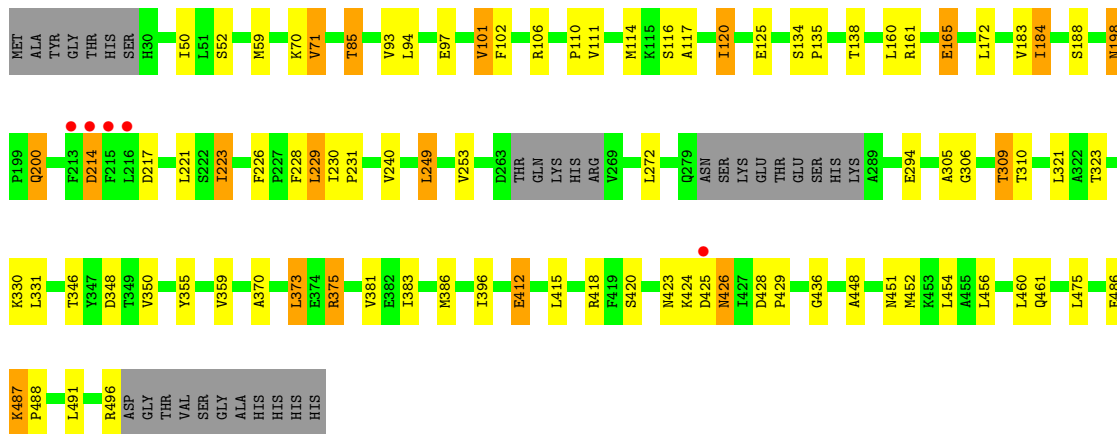 MET ALA TYR GLY THR HIS SER H30 I50 L51 S52 M59 K70 V71 T85 V93 L94 E97 V101 F102 R106 P110 V111 M114 K115 S116 A117 I120 E125 S134 P135 T138 L160 R161 E165 L172 V183 I184 S188 N198
P199 Q200 F213 D214 F215 L216 D217 L221 S222 I223 F226 P227 F228 L229 I230 P231 V240 L249 V253 D263 THR GLN LYS HIS ARG V269 L272 Q279 ASN SER LYS GLU THR GLU SER HIS LYS A289 E294 A305 G306 T309 T310 L321 A322 T323
K330 L331 T346 Y347 D348 T349 V350 Y355 V359 A370 L373 E374 R375 V381 E382 I383 M386 I396 E412 L415 R418 F419 S420 N423 K424 D425 N426 I427 D428 P429 G436 A448 N451 M452 K453 L454 A455 L456 L460 Q461 L475 E486
K487 P488 L491 R496 ASP GLY THR VAL SER GLY ALA HIS HIS HIS HIS